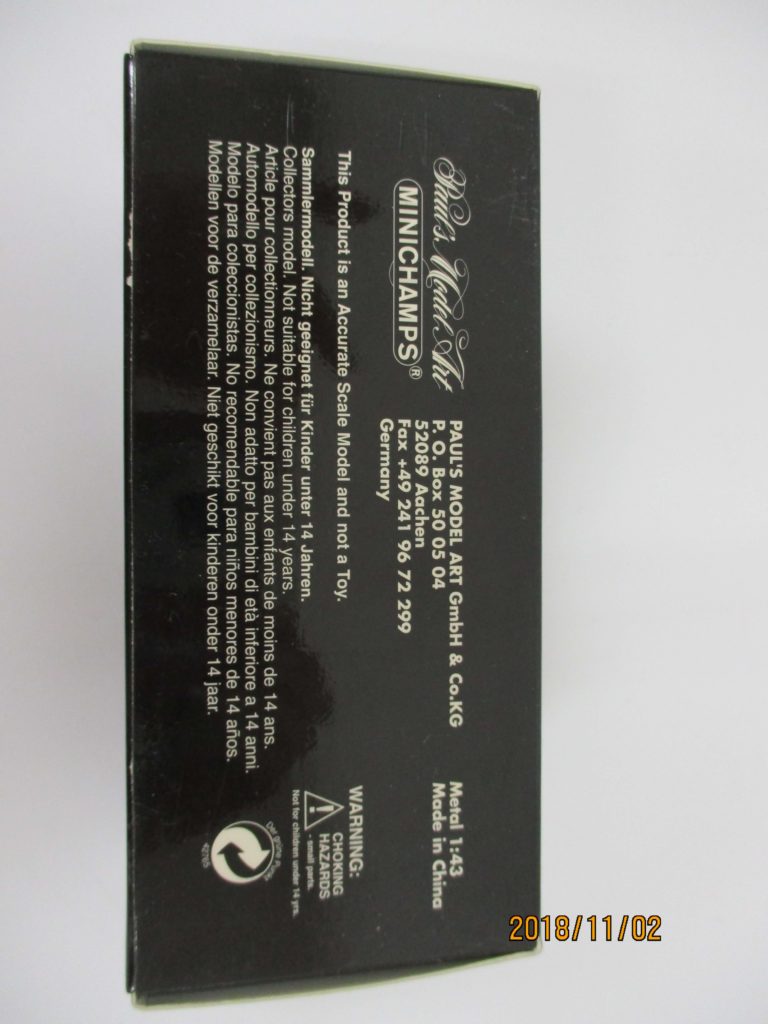 Paul's Model Art
MINICHAMPS®
PAUL'S MODEL ART GmbH & Co.KG
P. O. Box 50 05 04
52089 Aachen
Fax +49 241 96 72 299
Germany
Metal 1:43
Made in China
This Product is an Accurate Scale Model and not a Toy.
Sammlermodell. Nicht geeignet für Kinder unter 14 Jahren.
Collectors model. Not suitable for children under 14 years.
Article pour collectionneurs. Ne convient pas aux enfants de moins de 14 ans.
Automodello per collezionismo. Non adatto per bambini di età inferiore a 14 anni.
Modelo para coleccionistas. No recomendable para niños menores de 14 años.
Modellen voor de verzamelaar. Niet geschikt voor kinderen onder 14 jaar.
WARNING:
CHOKING
HAZARDS
- small parts.
Not for children under 14 yrs.
Der grüne Punkt
42765
2018/11/02